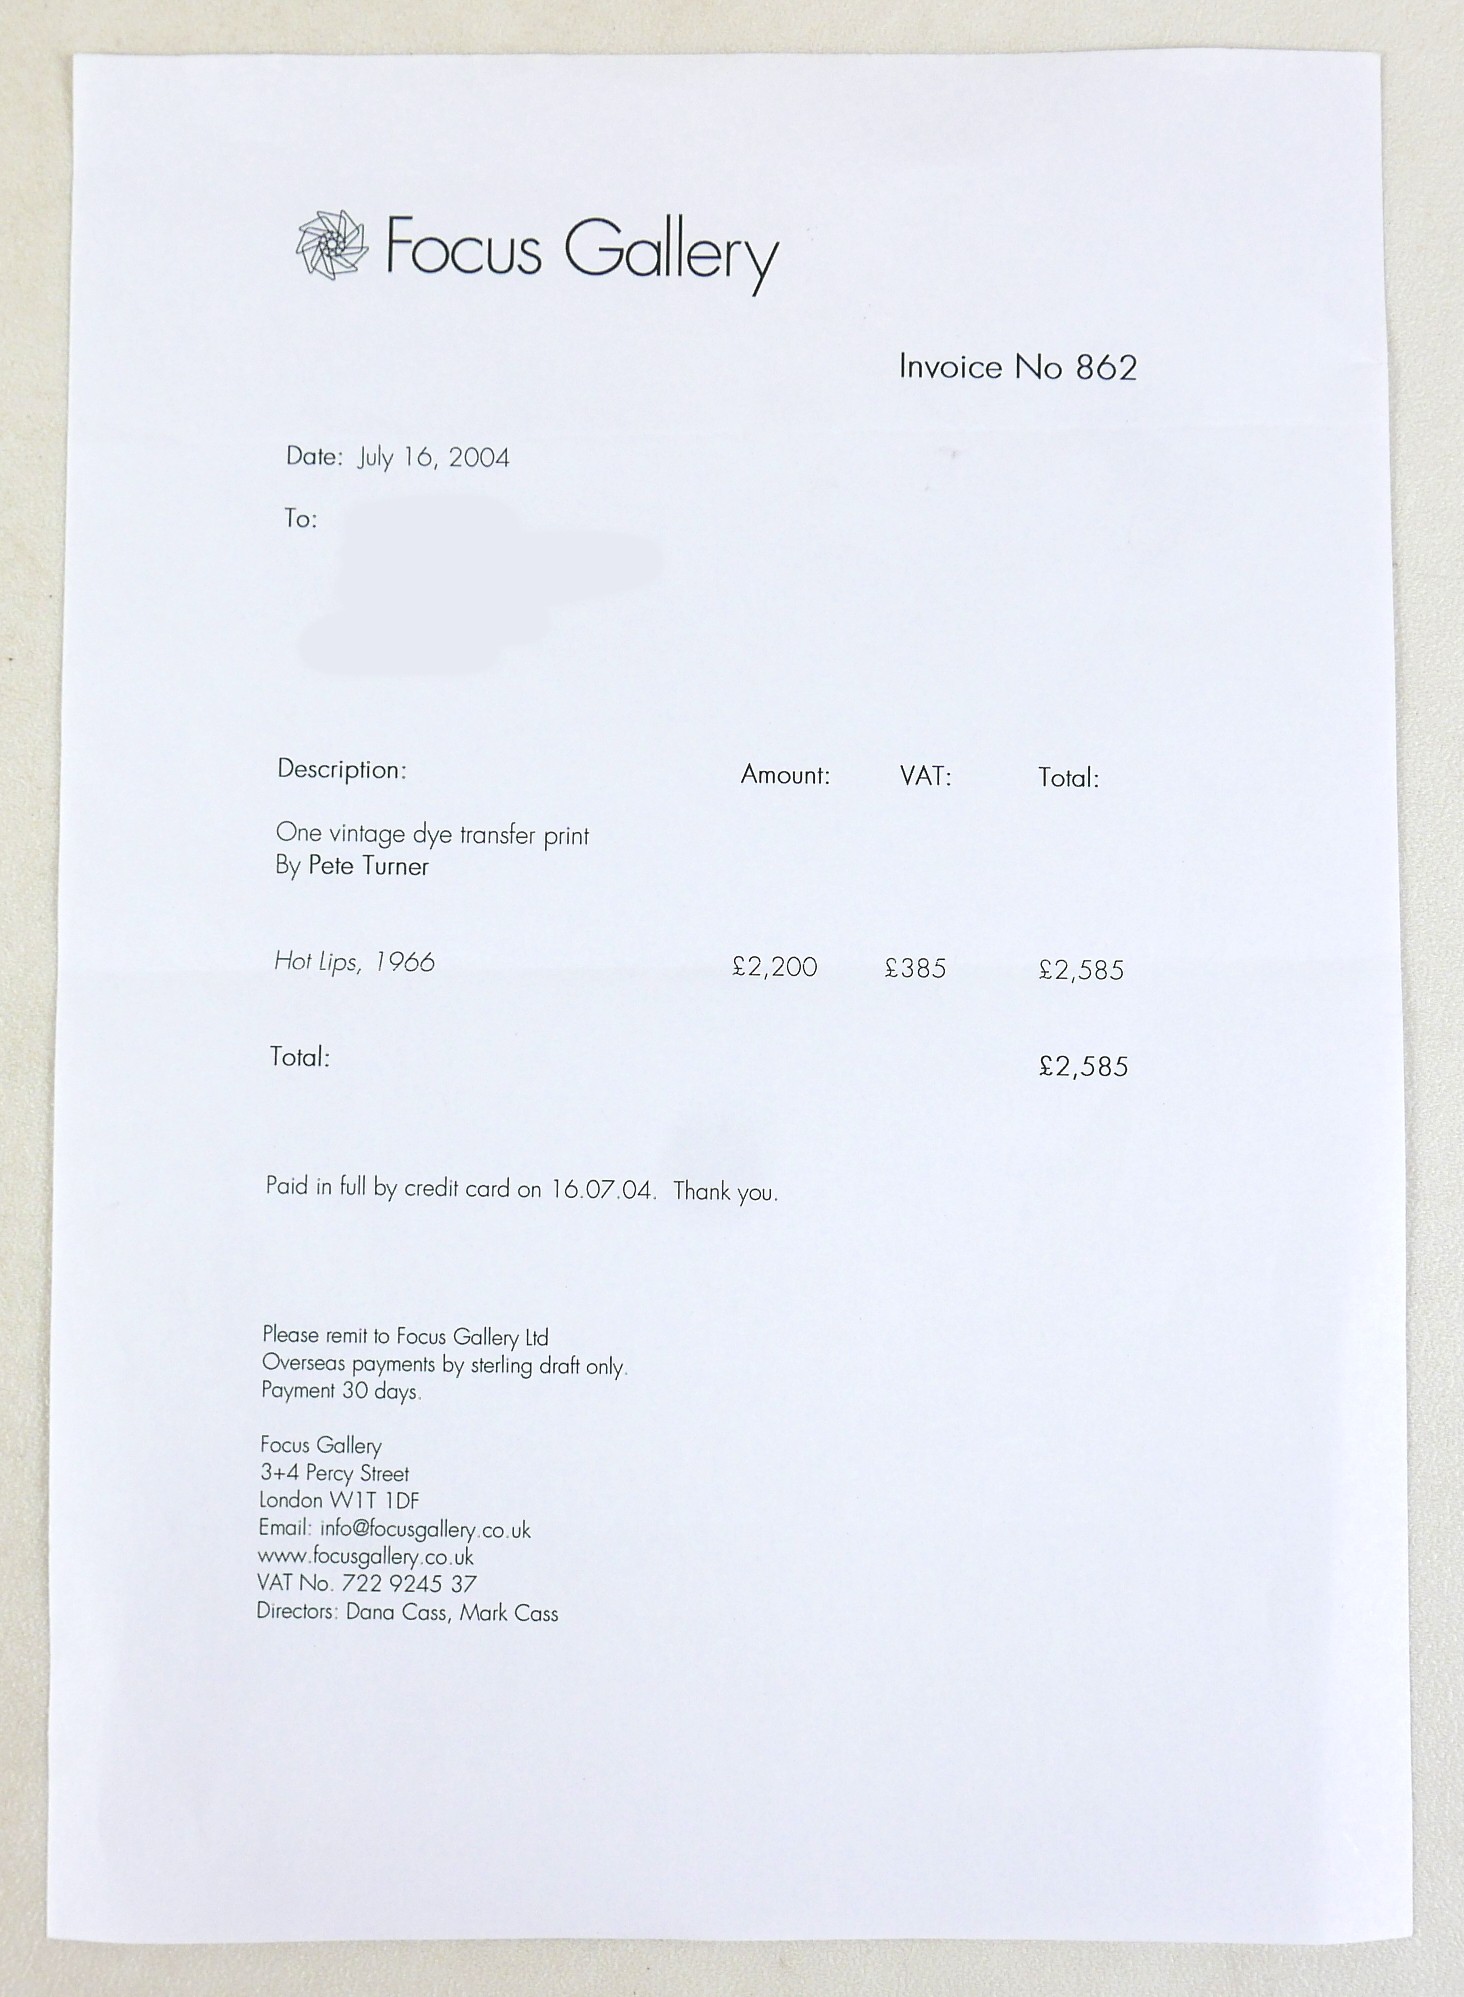 Focus Gallery
Invoice No 862
Date: July 16, 2004
To:
Description: Amount: VAT: Total:
One vintage dye transfer print
By Pete Turner
Hot Lips, 1966 £2,200 £385 £2,585
Total: £2,585
Paid in full by credit card on 16.07.04. Thank you.
Please remit to Focus Gallery Ltd
Overseas payments by sterling draft only.
Payment 30 days.
Focus Gallery
3+4 Percy Street
London W1T 1DF
Email: info@focusgallery.co.uk
www.focusgallery.co.uk
VAT No. 722 9245 37
Directors: Dana Cass, Mark Cass